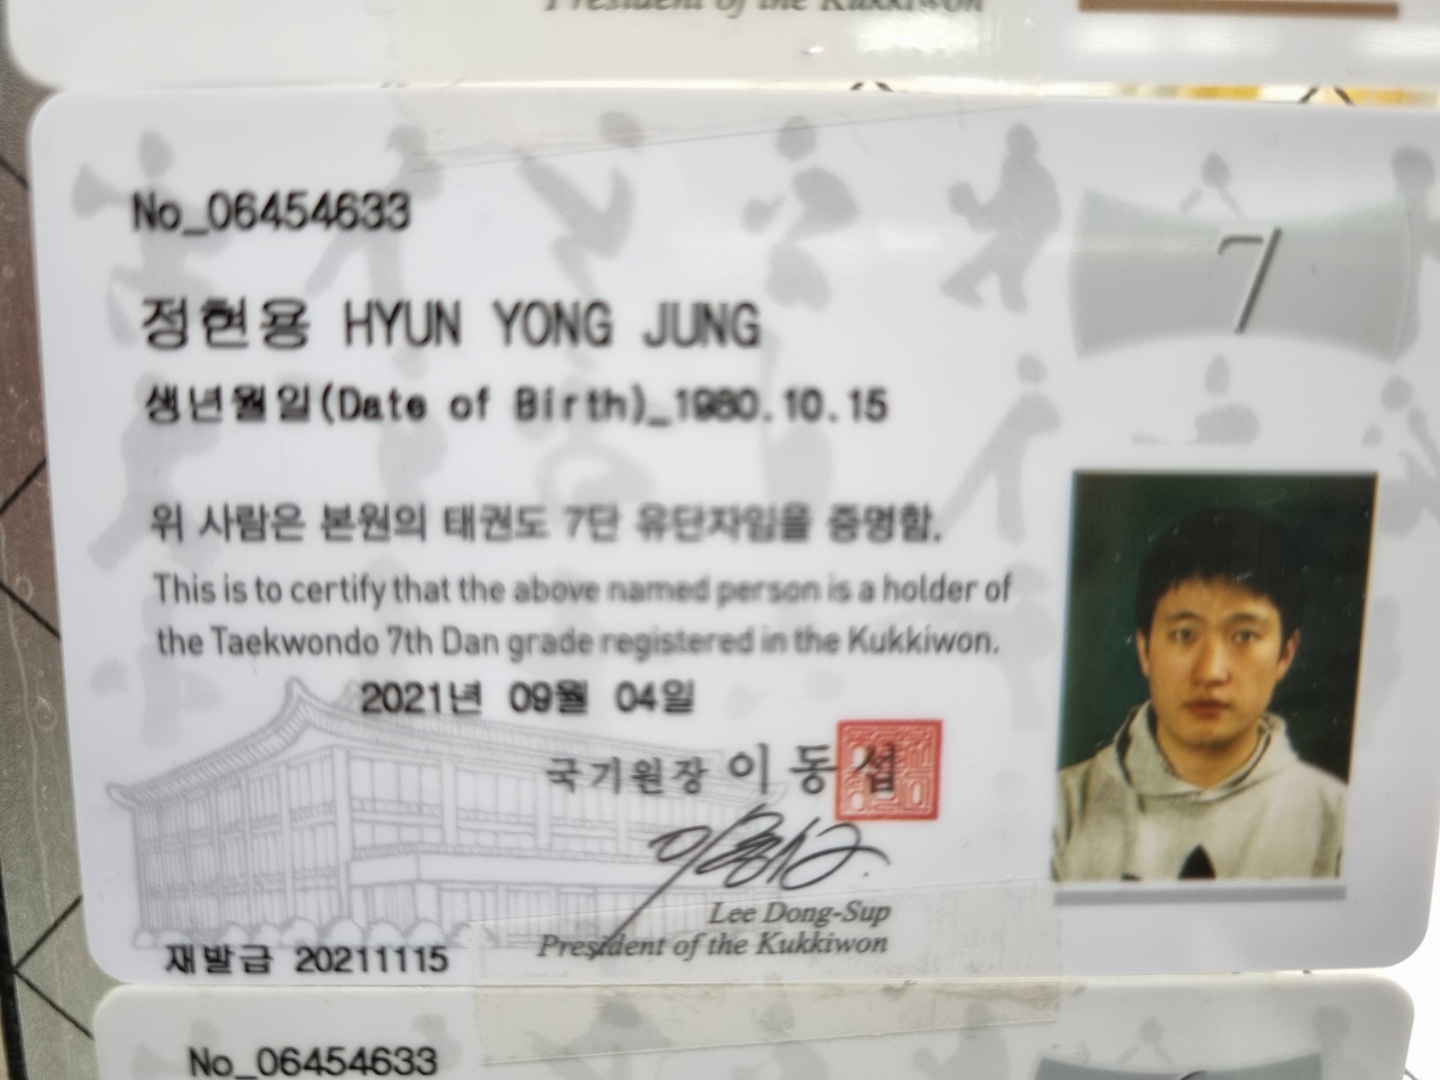 President of the Kukkiwon
No_06454633
7
정현용 HYUN YONG JUNG
생년월일(Date of Birth)_1980.10.15
위 사람은 본원의 태권도 7단 유단자임을 증명함.
This is to certify that the above named person is a holder of
the Taekwondo 7th Dan grade registered in the Kukkiwon.
2021년 09월 04일
국기원장 이동섭
Lee Dong-Sup
President of the Kukkiwon
재발급 20211115
No_06454633